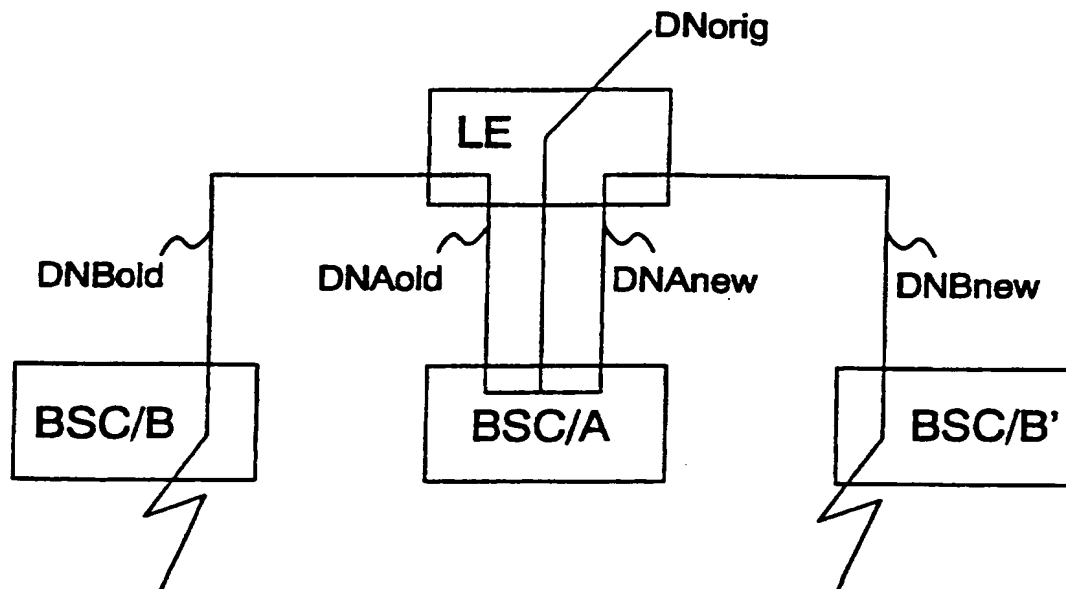 DNorig
LE
DNBold
DNAold
DNAnew
DNBnew
BSC/B
BSC/A
BSC/B'